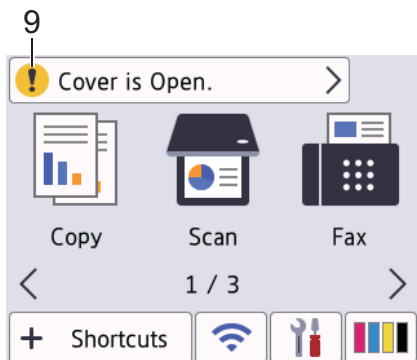 9
! Cover is Open.
Copy Scan Fax
1 / 3
+ Shortcuts